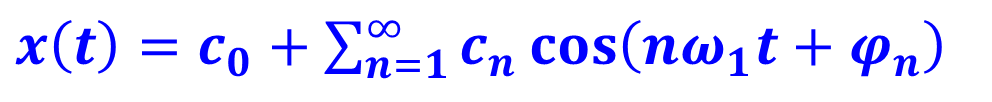 x(t) = c₀ + ∑ₙ₌₁^∞ cₙ cos(nω₁t + φₙ)